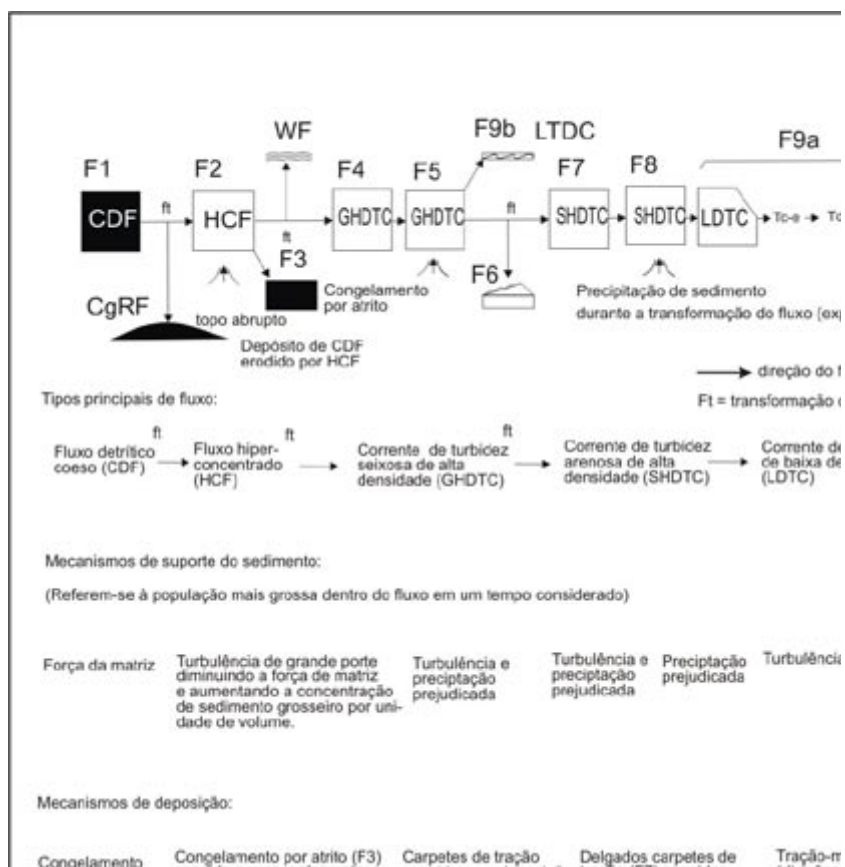 WF
F9b LTDC
F9a
F1
F2
F4
F5
F7
F8
CDF
ft
HCF
ft
GHDTC
GHDTC
ft
SHDTC
SHDTC
LDTC
Tc-e
F3
F6
Congelamento
por atrito
Precipitação de sedimento
durante a transformação do fluxo
CgRF
topo abrupto
Depósito de CDF
erodido por HCF
direção do
Tipos principais de fluxo:
Ft = transformação
ft
ft
ft
Fluxo detrítico
coeso (CDF)
Fluxo hiper-
concentrado
(HCF)
Corrente de turbidez
seixosa de alta
densidade (GHDTC)
Corrente de turbidez
arenosa de alta
densidade (SHDTC)
Corrente de
de baixa de
(LDTC)
Mecanismos de suporte do sedimento:
(Referem-se à população mais grossa dentro do fluxo em um tempo considerado)
Força da matriz
Turbulência de grande porte
diminuindo a força de matriz
e aumentando a concentração
de sedimento grosseiro por uni-
dade de volume.
Turbulência e
preciptação
prejudicada
Turbulência e
preciptação
prejudicada
Preciptação
prejudicada
Turbulência
Mecanismos de deposição:
Congelamento
Congelamento por atrito (F3)
Carpetes de tração
Delgados carpetes de
Tração-